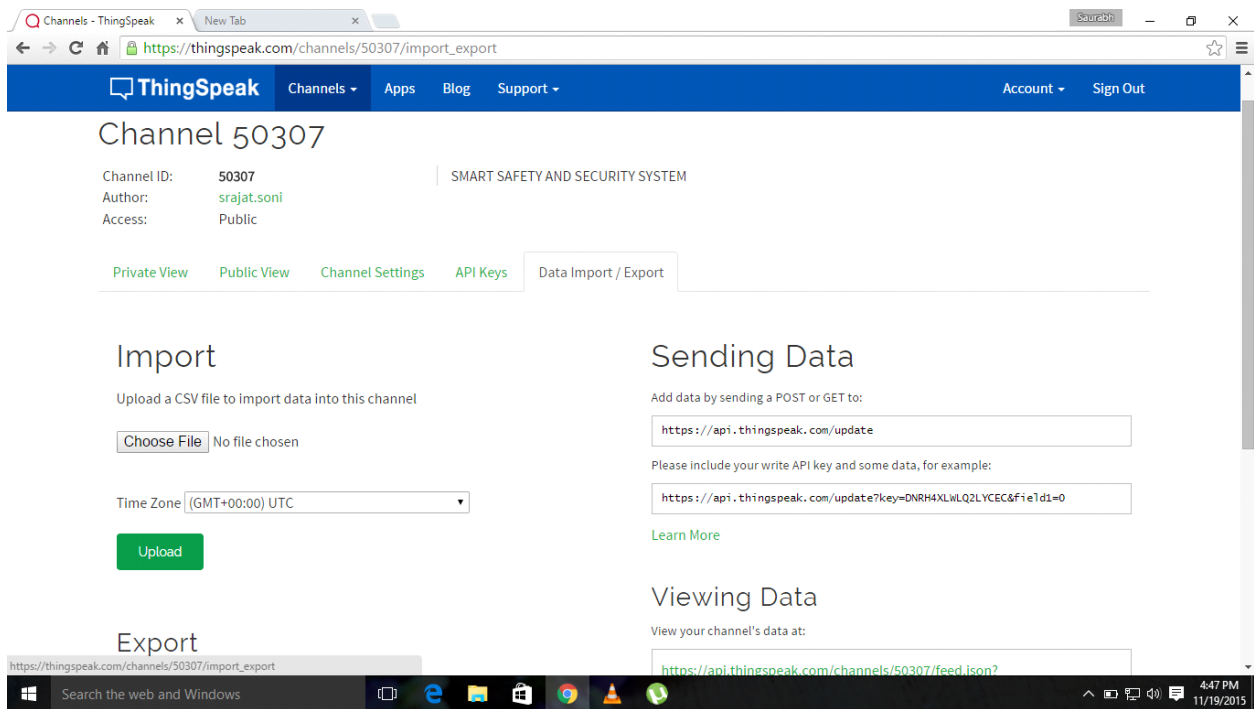 Channels - ThingSpeak
New Tab
Saurabh
https://thingspeak.com/channels/50307/import_export
ThingSpeak Channels Apps Blog Support Account Sign Out
Channel 50307
Channel ID: 50307 SMART SAFETY AND SECURITY SYSTEM
Author: srajat.soni
Access: Public
Private View Public View Channel Settings API Keys Data Import / Export
Import
Upload a CSV file to import data into this channel
Choose File No file chosen
Time Zone (GMT+00:00) UTC
Upload
Export
Sending Data
Add data by sending a POST or GET to:
https://api.thingspeak.com/update
Please include your write API key and some data, for example:
https://api.thingspeak.com/update?key=DNRH4XLWLQ2LYCEC&field1=0
Learn More
Viewing Data
View your channel's data at:
https://api.thingspeak.com/channels/50307/feed.json?
https://thingspeak.com/channels/50307/import_export
Search the web and Windows
4:47 PM
11/19/2015